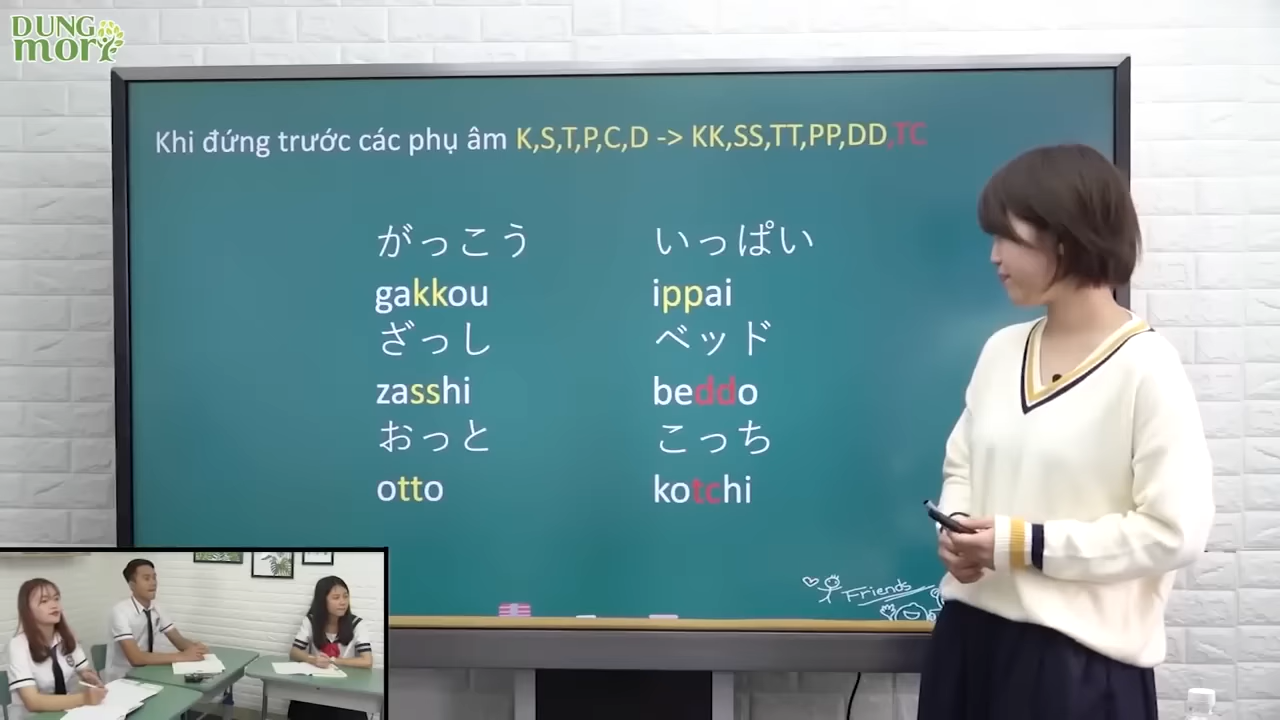 DUNG
mori
Khi đứng trước các phụ âm K,S,T,P,C,D -> KK,SS,TT,PP,DD,TC
がっこう
gakkou
ざっし
zasshi
おっと
otto
いっぱい
ippai
ベッド
beddo
こっち
kotchi
Friends